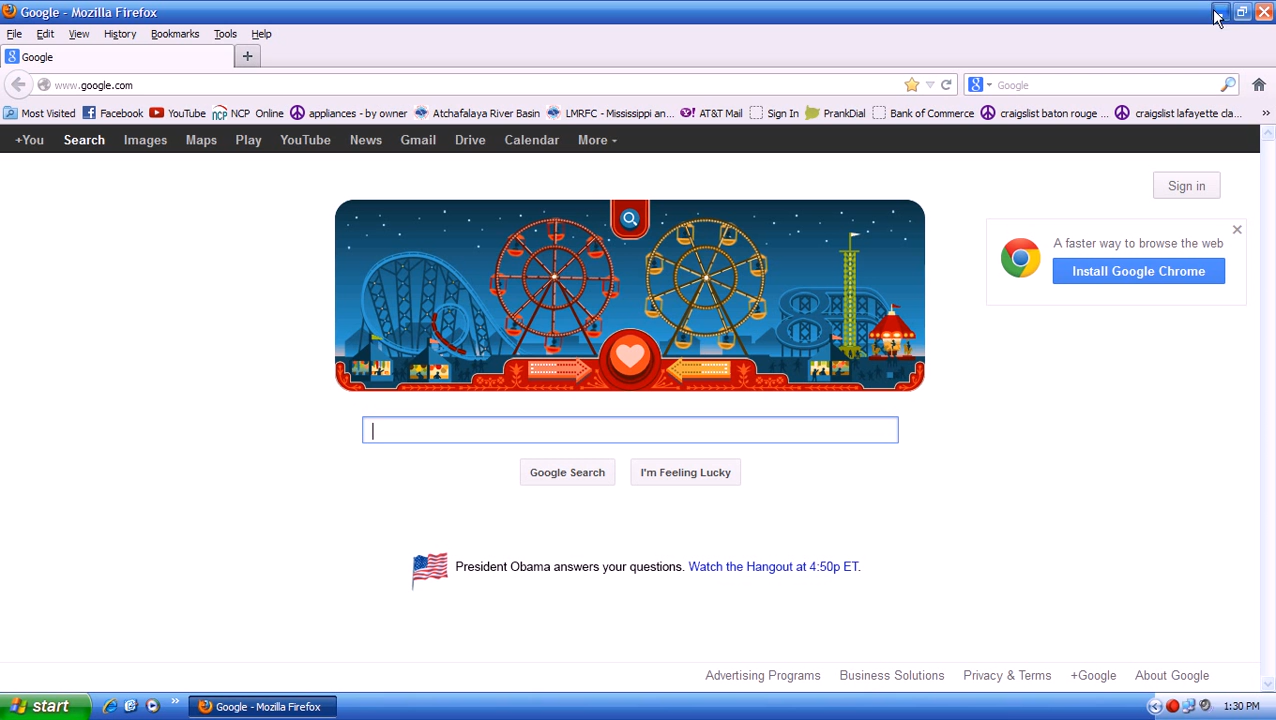 Google - Mozilla Firefox
File Edit View History Bookmarks Tools Help
Google
www.google.com Google
Most Visited Facebook YouTube NCP Online appliances - by owner Atchafalaya River Basin LMRFC - Mississippi an... AT&T Mail Sign In PrankDial Bank of Commerce craigslist baton rouge ... craigslist lafayette cla...
+You Search Images Maps Play YouTube News Gmail Drive Calendar More
Sign in
A faster way to browse the web
Install Google Chrome
Google Search I'm Feeling Lucky
President Obama answers your questions. Watch the Hangout at 4:50p ET.
Advertising Programs Business Solutions Privacy & Terms +Google About Google
start Google - Mozilla Firefox 1:30 PM